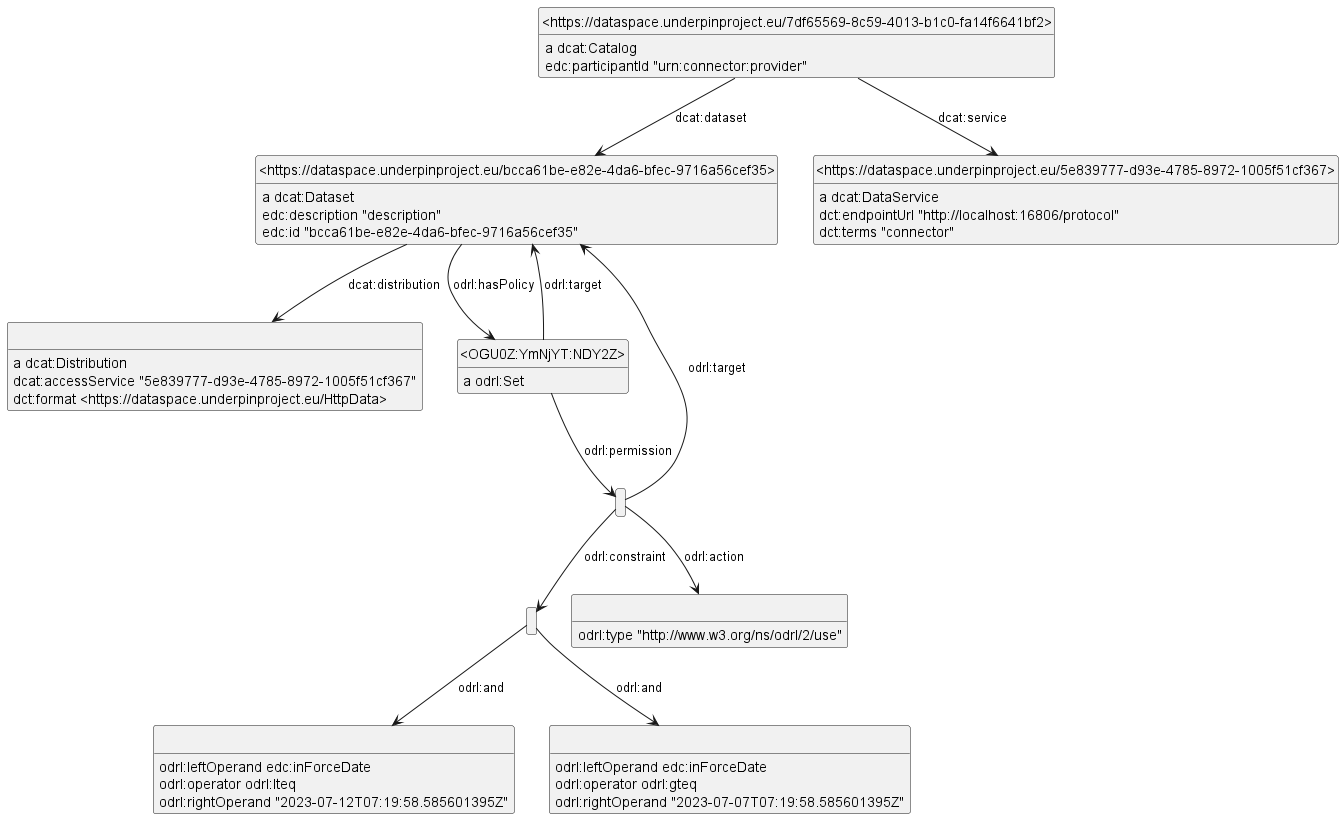 <https://dataspace.underpinproject.eu/7df65569-8c59-4013-b1c0-fa14f6641bf2>
a dcat:Catalog
edc:participantId "urn:connector:provider"
dcat:dataset
dcat:service
<https://dataspace.underpinproject.eu/bcca61be-e82e-4da6-bfec-9716a56cef35>
a dcat:Dataset
edc:description "description"
edc:id "bcca61be-e82e-4da6-bfec-9716a56cef35"
<https://dataspace.underpinproject.eu/5e839777-d93e-4785-8972-1005f51cf367>
a dcat:DataService
dct:endpointUrl "http://localhost:16806/protocol"
dct:terms "connector"
dcat:distribution
odrl:hasPolicy
odrl:target
odrl:target
a dcat:Distribution
dcat:accessService "5e839777-d93e-4785-8972-1005f51cf367"
dct:format <https://dataspace.underpinproject.eu/HttpData>
<OGU0Z:YmNjYT:NDY2Z>
a odrl:Set
odrl:permission
odrl:constraint
odrl:action
odrl:type "http://www.w3.org/ns/odrl/2/use"
odrl:and
odrl:and
odrl:leftOperand edc:inForceDate
odrl:operator odrl:lteq
odrl:rightOperand "2023-07-12T07:19:58.585601395Z"
odrl:leftOperand edc:inForceDate
odrl:operator odrl:gteq
odrl:rightOperand "2023-07-07T07:19:58.585601395Z"